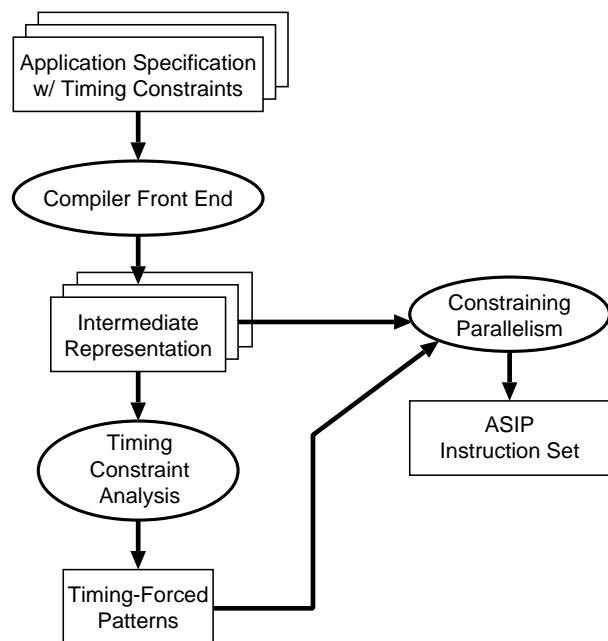 Application Specification
w/ Timing Constraints
Compiler Front End
Intermediate
Representation
Constraining
Parallelism
Timing
Constraint
Analysis
ASIP
Instruction Set
Timing-Forced
Patterns